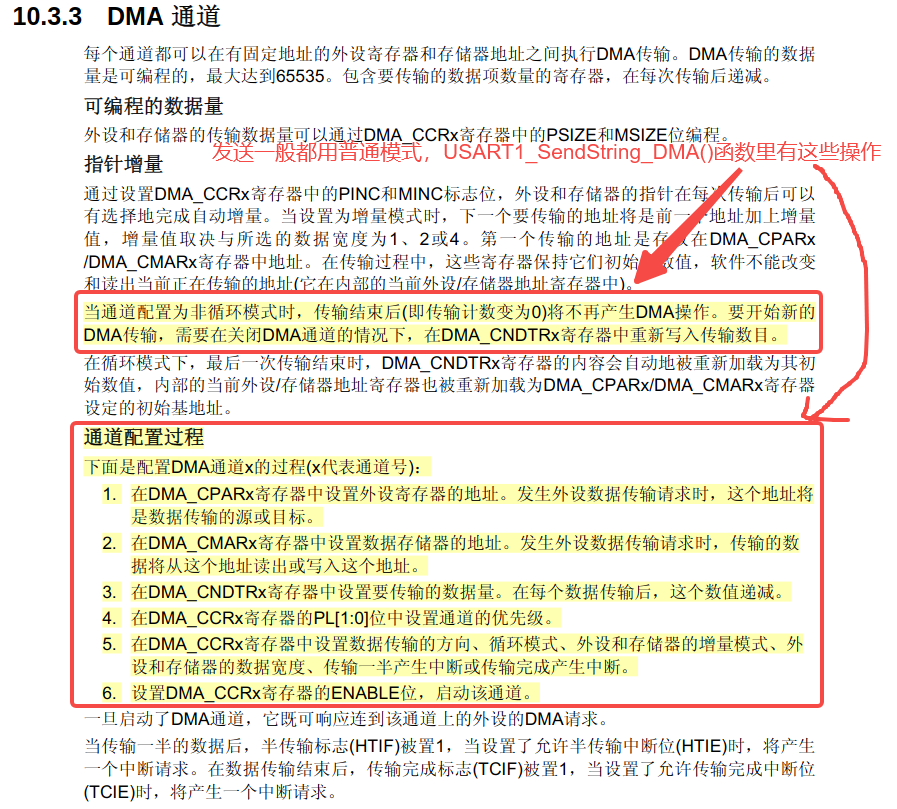 10.3.3 DMA 通道
每个通道都可以在有固定地址的外设寄存器和存储器地址之间执行DMA传输。DMA传输的数据
量是可编程的，最大达到65535。包含要传输的数据项数量的寄存器，在每次传输后递减。
可编程的数据量
外设和存储器的传输数据量可以通过DMA_CCRx寄存器中的PSIZE和MSIZE位编程。
发送一般都用普通模式，USART1_SendString_DMA()函数里有这些操作
指针增量
通过设置DMA_CCRx寄存器中的PINC和MINC标志位，外设和存储器的指针在每次传输后可以
有选择地完成自动增量。当设置为增量模式时，下一个要传输的地址将是前一个地址加上增量
值，增量值取决与所选的数据宽度为1、2或4。第一个传输的地址是存放在DMA_CPARx
/DMA_CMARx寄存器中地址。在传输过程中，这些寄存器保持它们初始的数值，软件不能改变
和读出当前正在传输的地址(它在内部的当前外设/存储器地址寄存器中)。
当通道配置为非循环模式时，传输结束后(即传输计数变为0)将不再产生DMA操作。要开始新的
DMA传输，需要在关闭DMA通道的情况下，在DMA_CNDTRx寄存器中重新写入传输数目。
在循环模式下，最后一次传输结束时，DMA_CNDTRx寄存器的内容会自动地被重新加载为其初
始数值，内部的当前外设/存储器地址寄存器也被重新加载为DMA_CPARx/DMA_CMARx寄存器
设定的初始基地址。
通道配置过程
下面是配置DMA通道x的过程(x代表通道号)：
1. 在DMA_CPARx寄存器中设置外设寄存器的地址。发生外设数据传输请求时，这个地址将
是数据传输的源或目标。
2. 在DMA_CMARx寄存器中设置数据存储器的地址。发生外设数据传输请求时，传输的数
据将从这个地址读出或写入这个地址。
3. 在DMA_CNDTRx寄存器中设置要传输的数据量。在每个数据传输后，这个数值递减。
4. 在DMA_CCRx寄存器的PL[1:0]位中设置通道的优先级。
5. 在DMA_CCRx寄存器中设置数据传输的方向、循环模式、外设和存储器的增量模式、外
设和存储器的数据宽度、传输一半产生中断或传输完成产生中断。
6. 设置DMA_CCRx寄存器的ENABLE位，启动该通道。
一旦启动了DMA通道，它既可响应连到该通道上的外设的DMA请求。
当传输一半的数据后，半传输标志(HTIF)被置1，当设置了允许半传输中断位(HTIE)时，将产生
一个中断请求。在数据传输结束后，传输完成标志(TCIF)被置1，当设置了允许传输完成中断位
(TCIE)时，将产生一个中断请求。